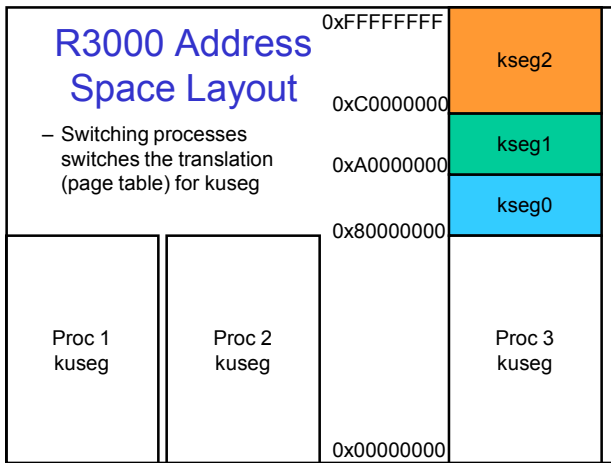 R3000 Address
Space Layout
– Switching processes
switches the translation
(page table) for kuseg
0xFFFFFFFF
kseg2
0xC0000000
kseg1
0xA0000000
kseg0
0x80000000
Proc 1
kuseg
Proc 2
kuseg
Proc 3
kuseg
0x00000000